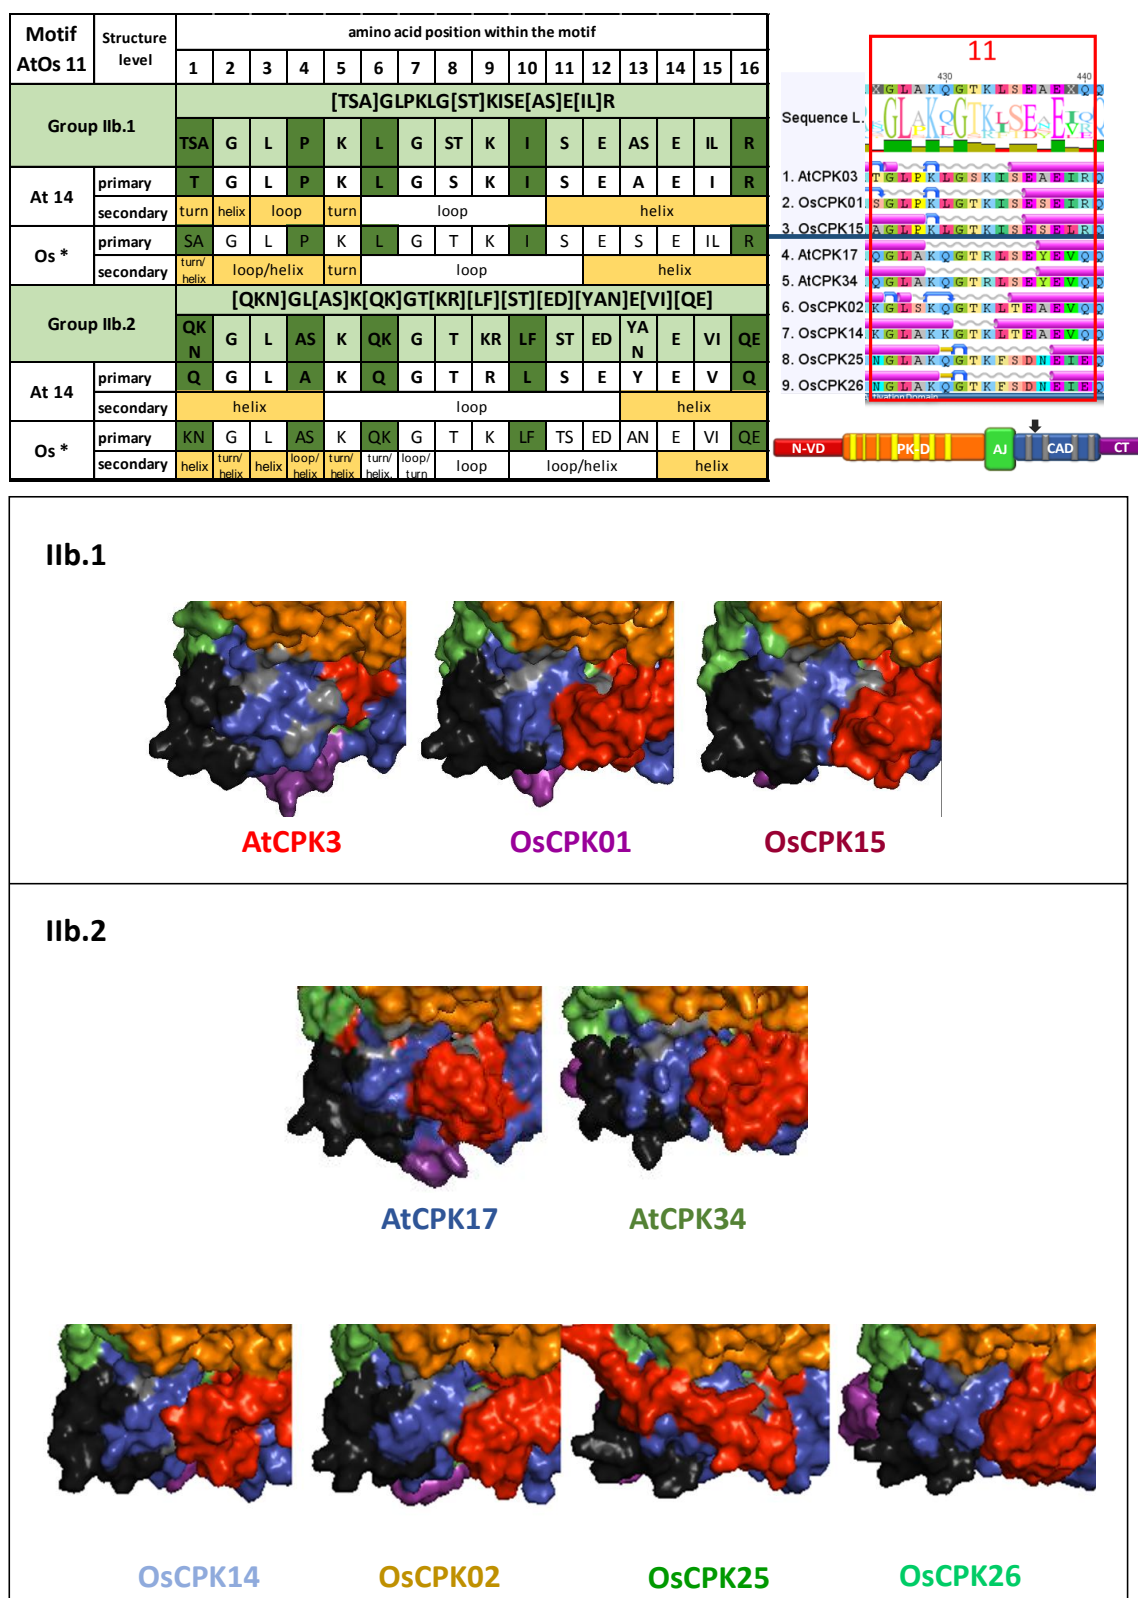 Motif AtOs 11
Structure level
amino acid position within the motif
1 2 3 4 5 6 7 8 9 10 11 12 13 14 15 16
Group IIb.1
[TSA]GLPKLG[ST]KISE[AS]E[IL]R
TSA G L P K L G ST K I S E AS E IL R
At 14
primary T G L P K L G S K I S E A E I R
secondary turn helix loop turn loop helix
Os *
primary SA G L P K L G T K I S E S E IL R
secondary turn/ helix loop/helix turn loop helix
Group IIb.2
[QKN]GL[AS]K[QK]GT[KR][LF][ST][ED][YAN]E[VI][QE]
QKN G L AS K QK G T KR LF ST ED YAN E VI QE
At 14
primary Q G L A K Q G T R L S E Y E V Q
secondary helix loop helix
Os *
primary KN G L AS K QK G T K LF TS ED AN E VI QE
secondary helix turn/ helix helix loop/ helix turn/ helix turn/ helix. loop/ turn loop loop/helix helix
11
430 440
X G L A K Q G T K L S E A E X Q Q
Sequence L.
1. AtCPK03 T G L P K L G S K I S E A E I R Q
2. OsCPK01 S G L P K L G T K I S E S E I R Q
3. OsCPK15 A G L P K L G T K I S E S E L R Q
4. AtCPK17 Q G L A K Q G T R L S E Y E V Q Q
5. AtCPK34 Q G L A K Q G T R L S E Y E V Q Q
6. OsCPK02 K G L S K Q G T K L S E A E V Q Q
7. OsCPK14 K G L A K K G T K L T E A E V Q Q
8. OsCPK25 N G L A K Q G T K F S D N E I E Q
9. OsCPK26 N G L A K Q G T K F S D N E I E Q
tivation Domain
N-VD PK-D AJ CAD CT
IIb.1
AtCPK3 OsCPK01 OsCPK15
IIb.2
AtCPK17 AtCPK34
OsCPK14 OsCPK02 OsCPK25 OsCPK26